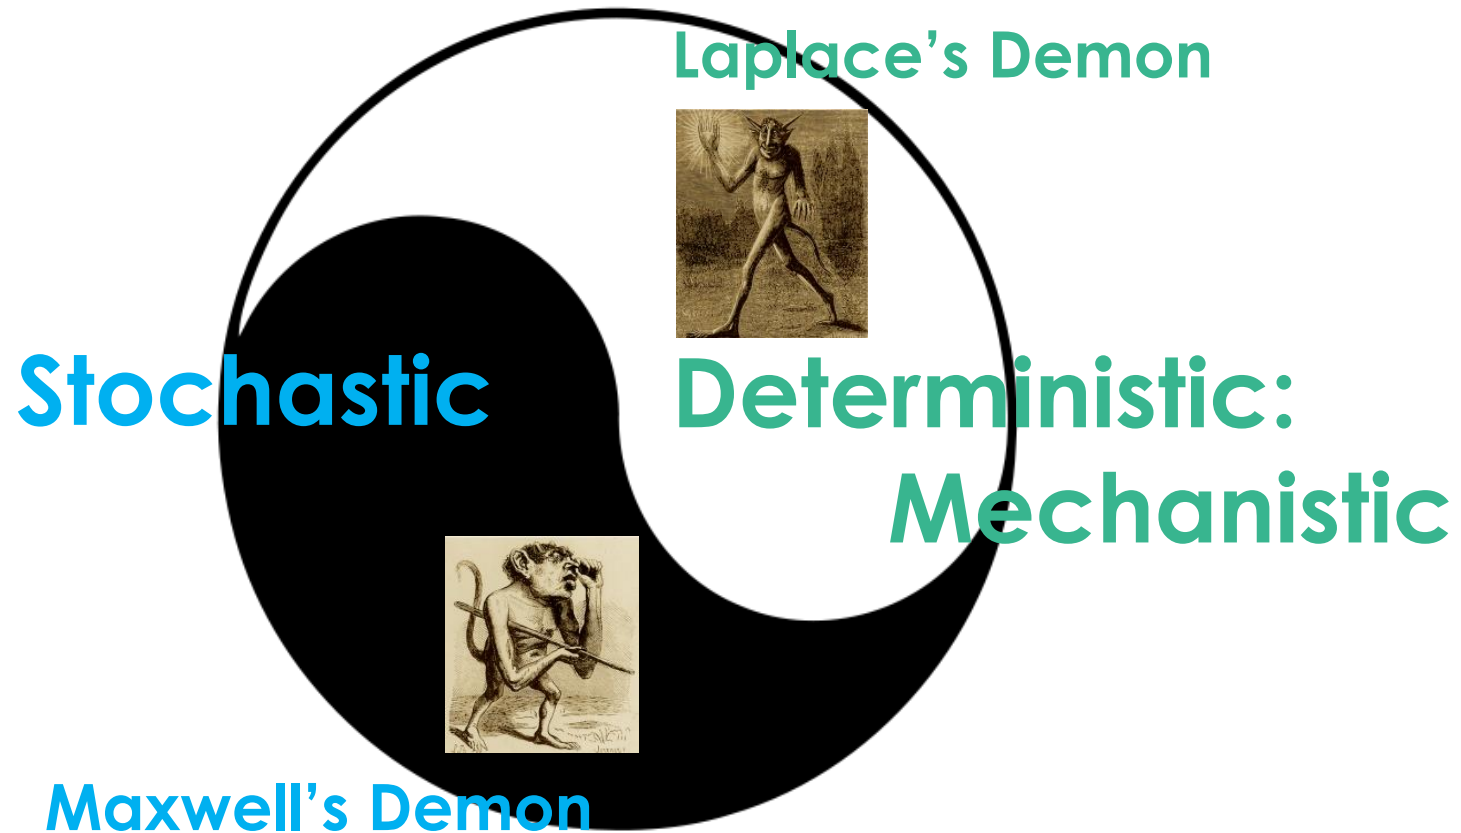 Laplace’s Demon
Stochastic
Deterministic:
Mechanistic
Maxwell’s Demon